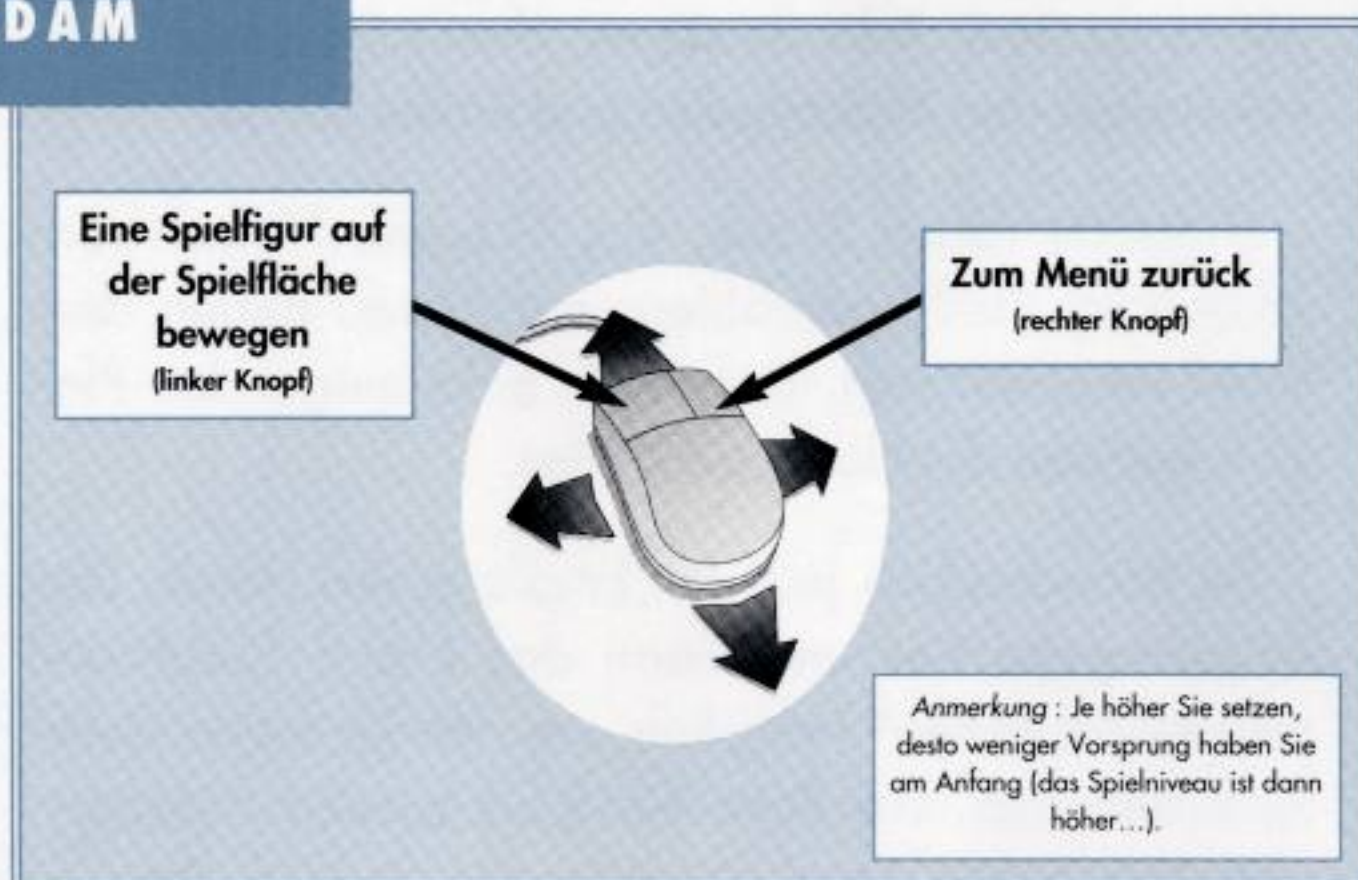 DAM
Eine Spielfigur auf
der Spielfläche
bewegen
(linker Knopf)
Zum Menü zurück
(rechter Knopf)
Anmerkung : Je höher Sie setzen,
desto weniger Vorsprung haben Sie
am Anfang (das Spielniveau ist dann
höher...).